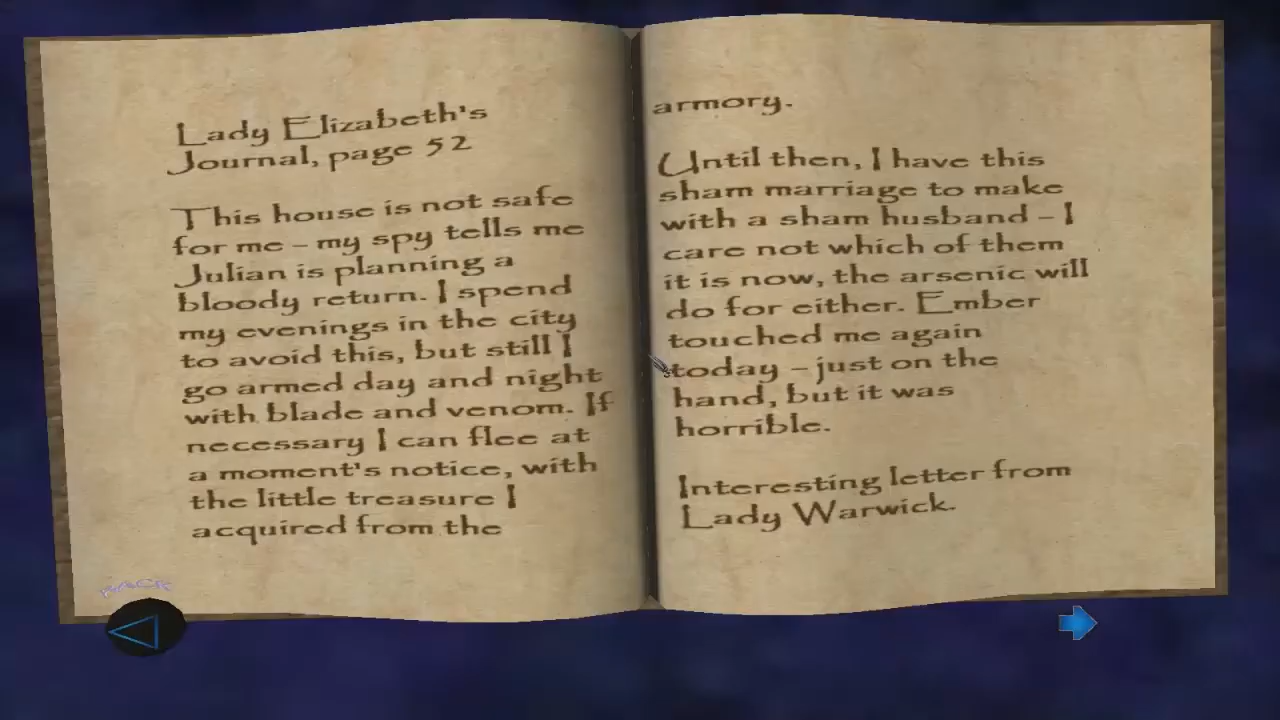 Lady Elizabeth's
Journal, page 52
This house is not safe
for me - my spy tells me
Julian is planning a
bloody return. I spend
my evenings in the city
to avoid this, but still I
go armed day and night
with blade and venom. If
necessary I can flee at
a moment's notice, with
the little treasure I
acquired from the
armory.
Until then, I have this
sham marriage to make
with a sham husband - I
care not which of them
it is now, the arsenic will
do for either. Ember
touched me again
today - just on the
hand, but it was
horrible.
Interesting letter from
Lady Warwick.